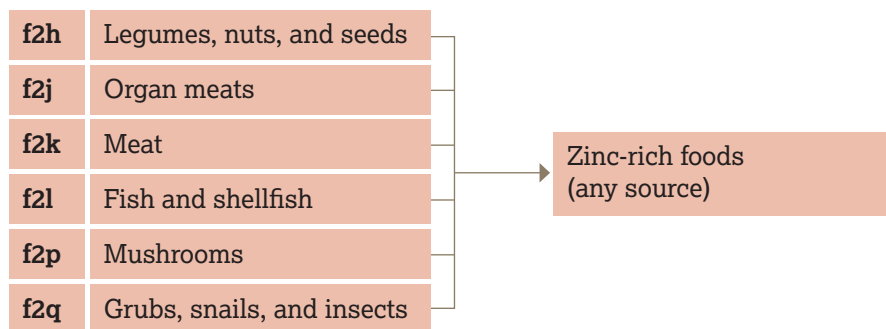 f2h Legumes, nuts, and seeds
f2j Organ meats
f2k Meat
f2l Fish and shellfish
f2p Mushrooms
f2q Grubs, snails, and insects
Zinc-rich foods
(any source)